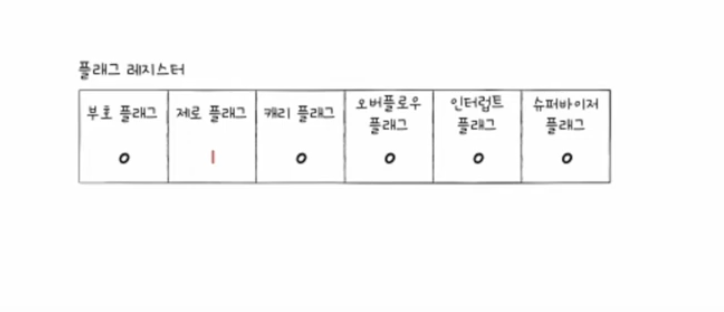 플래그 레지스터
부호 플래그
제로 플래그
캐리 플래그
오버플로우
플래그
인터럽트
플래그
슈퍼바이저
플래그
0
1
0
0
0
0